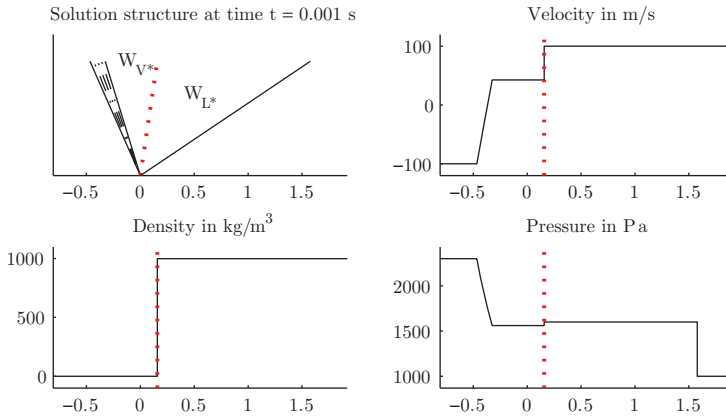 Solution structure at time t = 0.001 s
W_{V*}
W_{L*}
−0.5 0 0.5 1 1.5
Velocity in m/s
100
0
−100
−0.5 0 0.5 1 1.5
Density in kg/m^3
1000
500
0
−0.5 0 0.5 1 1.5
Pressure in Pa
2000
1500
1000
−0.5 0 0.5 1 1.5